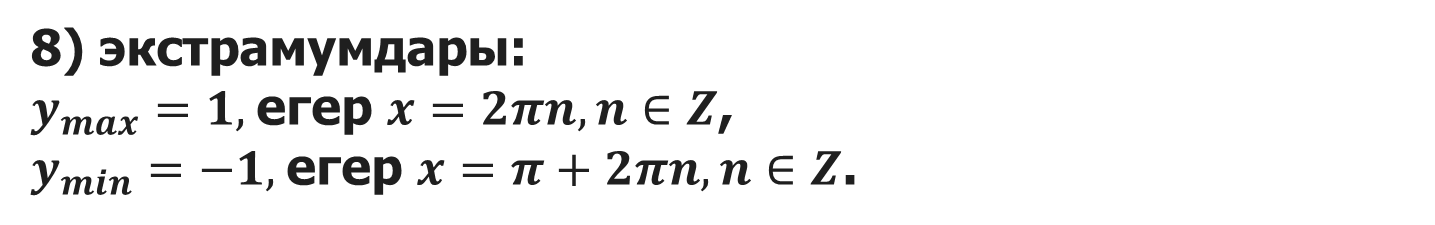 8) экстрамумдары:
y_max = 1, егер x = 2πn, n ∈ Z,
y_min = −1, егер x = π + 2πn, n ∈ Z.